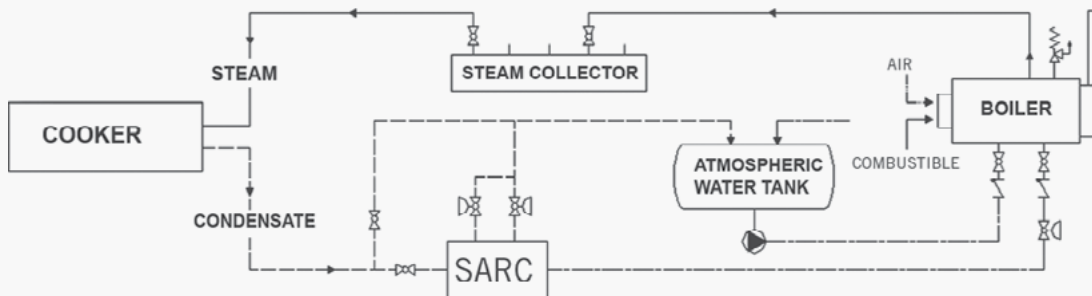 STEAM
STEAM COLLECTOR
AIR
BOILER
COOKER
COMBUSTIBLE
ATMOSPHERIC
WATER TANK
CONDENSATE
SARC